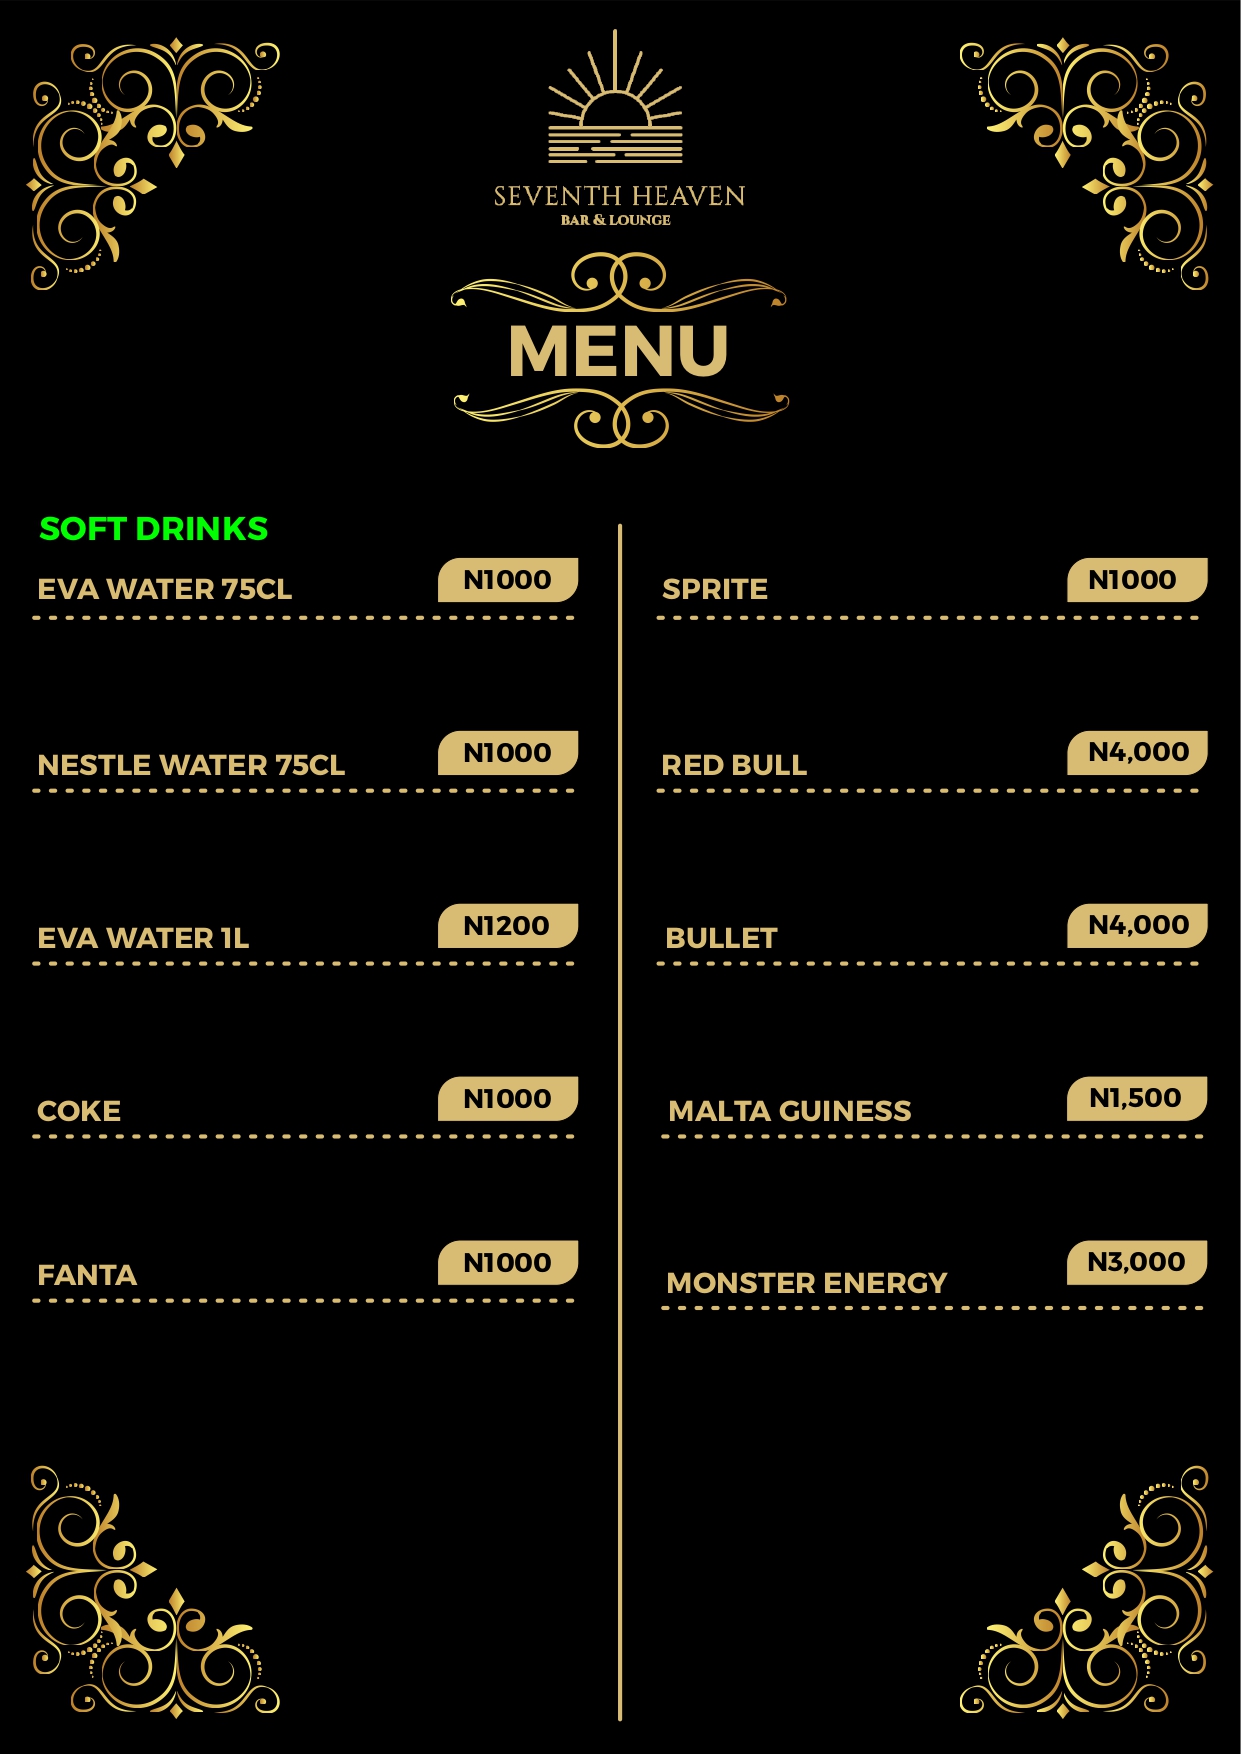 SEVENTH HEAVEN
BAR & LOUNGE
MENU
SOFT DRINKS
EVA WATER 75CL N1000
NESTLE WATER 75CL N1000
EVA WATER 1L N1200
COKE N1000
FANTA N1000
SPRITE N1000
RED BULL N4,000
BULLET N4,000
MALTA GUINESS N1,500
MONSTER ENERGY N3,000